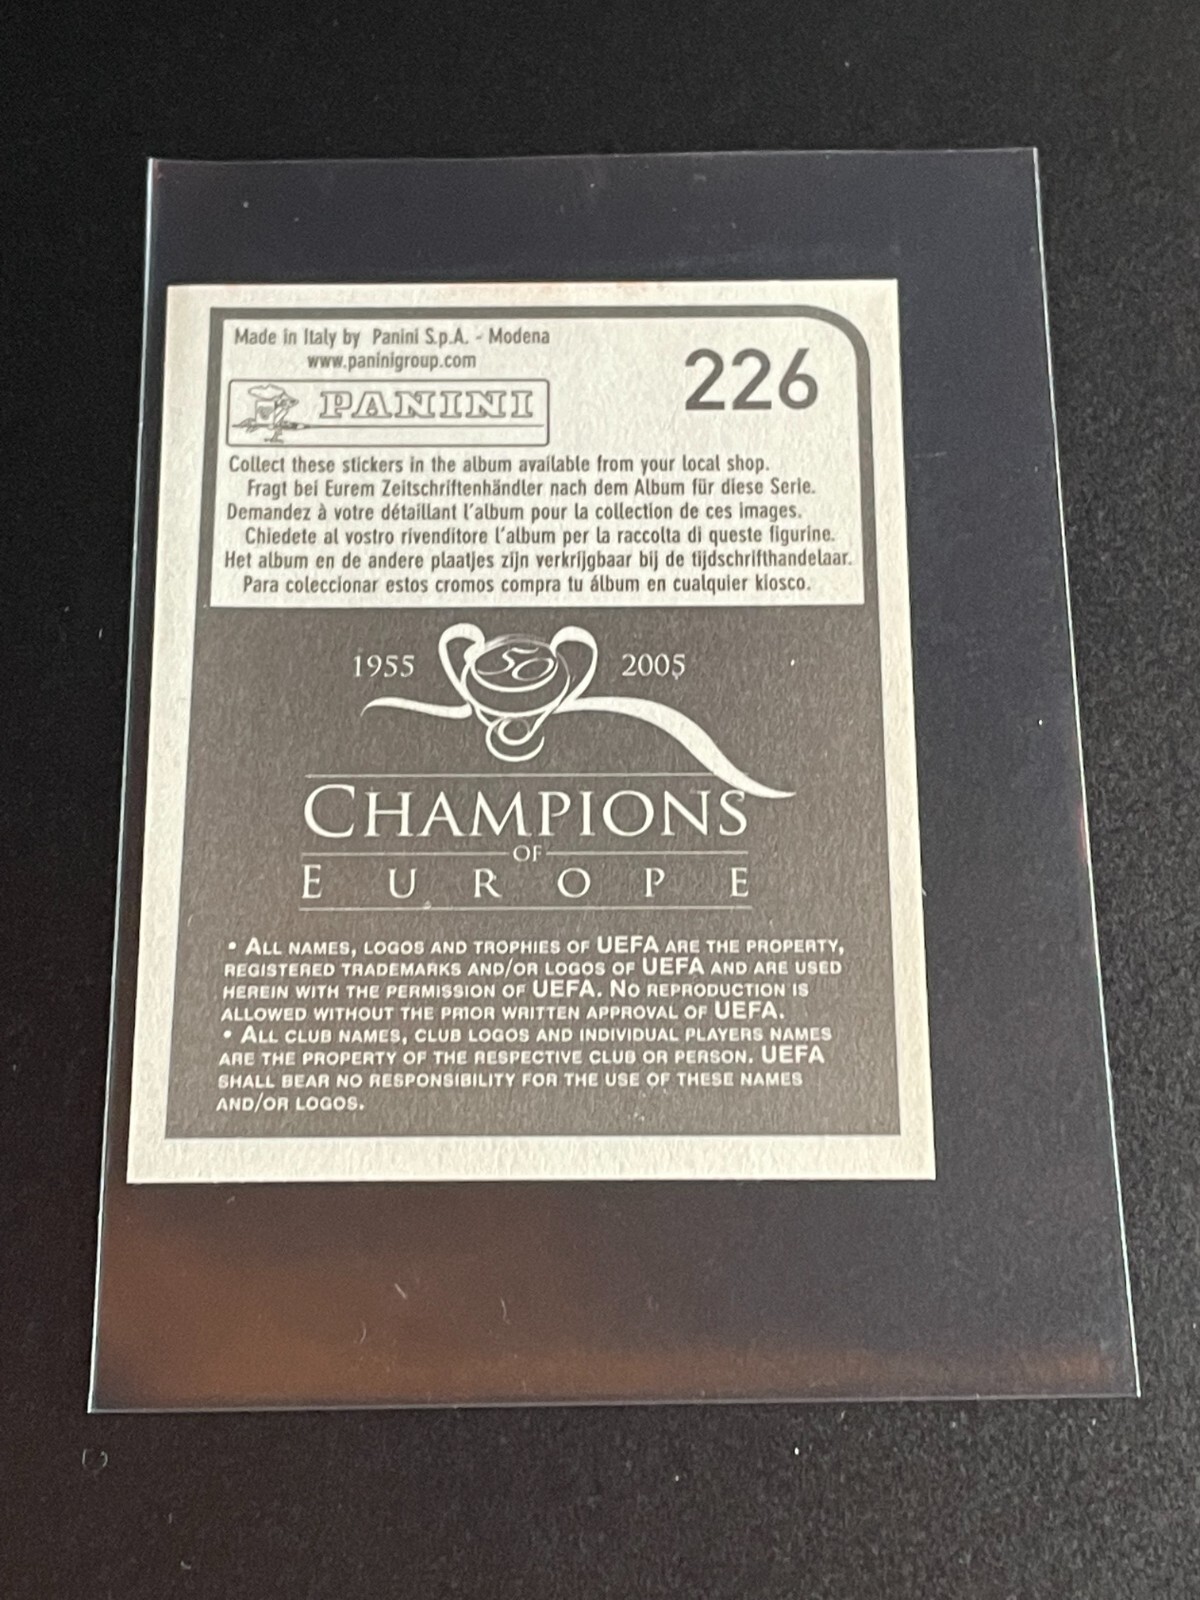 Made in Italy by Panini S.p.A. - Modena
www.paninigroup.com
226
PANINI
Collect these stickers in the album available from your local shop.
Fragt bei Eurem Zeitschriftenhändler nach dem Album für diese Serie.
Demandez à votre détaillant l'album pour la collection de ces images.
Chiedete al vostro rivenditore l'album per la raccolta di queste figurine.
Het album en de andere plaatjes zijn verkrijgbaar bij de tijdschrifthandelaar.
Para coleccionar estos cromos compra tu álbum en cualquier kiosco.
1955 50 2005
CHAMPIONS
OF
EUROPE
• ALL NAMES, LOGOS AND TROPHIES OF UEFA ARE THE PROPERTY,
REGISTERED TRADEMARKS AND/OR LOGOS OF UEFA AND ARE USED
HEREIN WITH THE PERMISSION OF UEFA. NO REPRODUCTION IS
ALLOWED WITHOUT THE PRIOR WRITTEN APPROVAL OF UEFA.
• ALL CLUB NAMES, CLUB LOGOS AND INDIVIDUAL PLAYERS NAMES
ARE THE PROPERTY OF THE RESPECTIVE CLUB OR PERSON. UEFA
SHALL BEAR NO RESPONSIBILITY FOR THE USE OF THESE NAMES
AND/OR LOGOS.